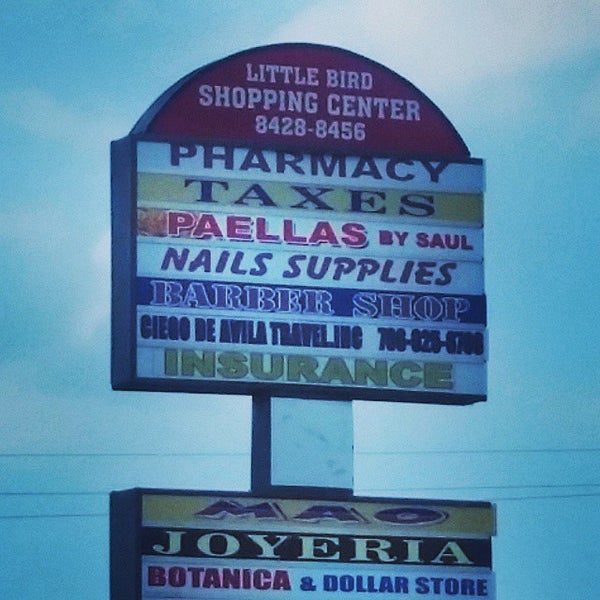 LITTLE BIRD
SHOPPING CENTER
8428-8456
PHARMACY
TAXES
PAELLAS BY SAUL
NAILS SUPPLIES
BARBER SHOP
CIEGO DE AVILA TRAVEL.INC
INSURANCE
MAO
JOYERIA
BOTANICA & DOLLAR STORE